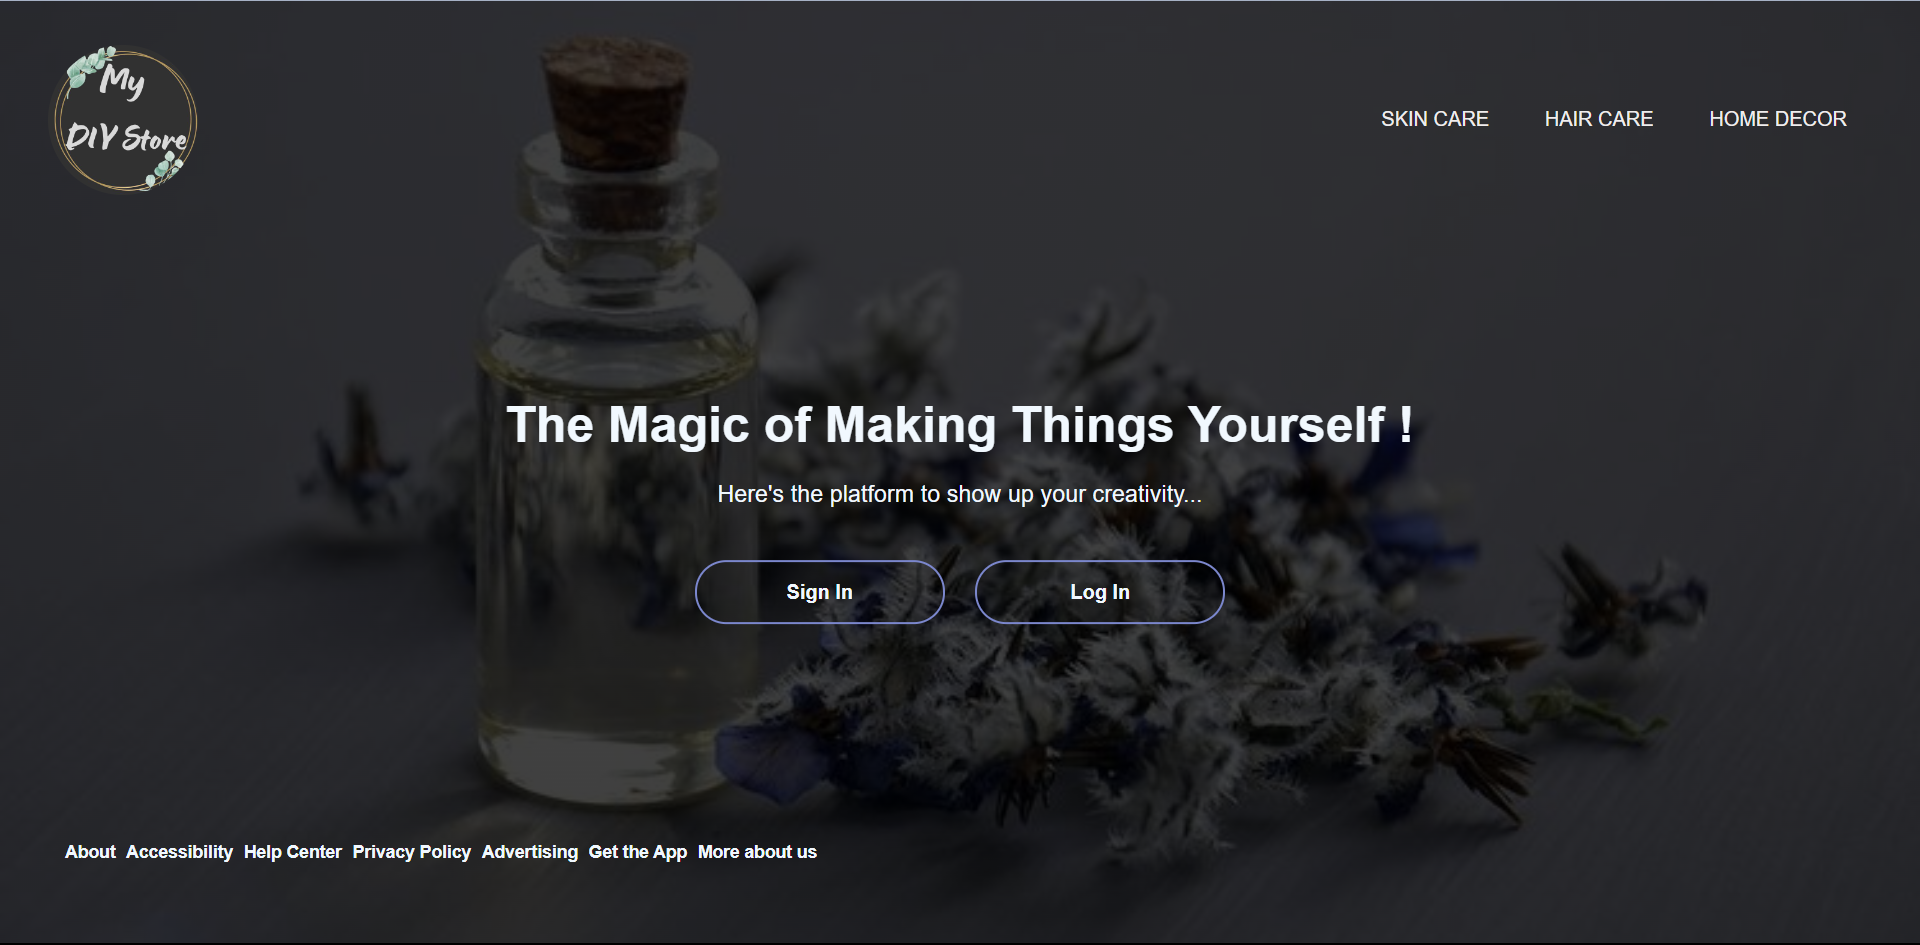 My
DIY Store
SKIN CARE HAIR CARE HOME DECOR
The Magic of Making Things Yourself !
Here's the platform to show up your creativity...
Sign In Log In
About Accessibility Help Center Privacy Policy Advertising Get the App More about us